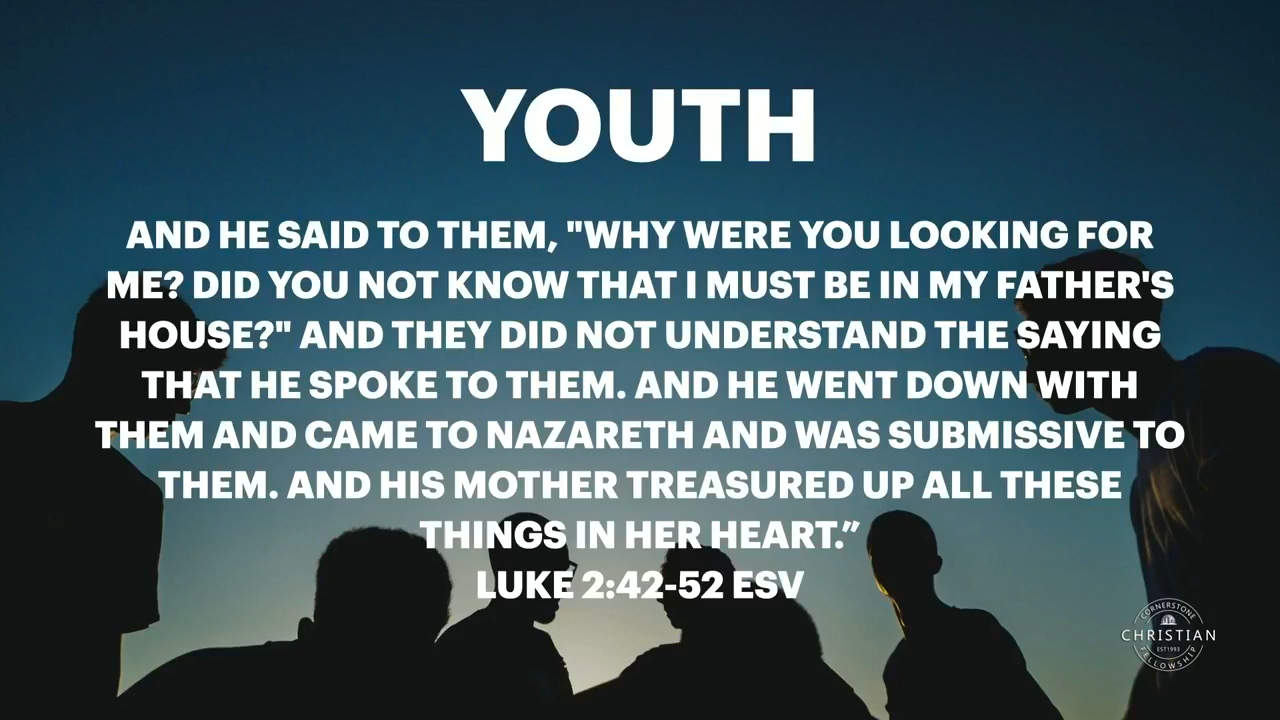 YOUTH
AND HE SAID TO THEM, "WHY WERE YOU LOOKING FOR
ME? DID YOU NOT KNOW THAT I MUST BE IN MY FATHER'S
HOUSE?" AND THEY DID NOT UNDERSTAND THE SAYING
THAT HE SPOKE TO THEM. AND HE WENT DOWN WITH
THEM AND CAME TO NAZARETH AND WAS SUBMISSIVE TO
THEM. AND HIS MOTHER TREASURED UP ALL THESE
THINGS IN HER HEART.”
LUKE 2:42-52 ESV
CORNERSTONE
CHRISTIAN
EST1993
FELLOWSHIP